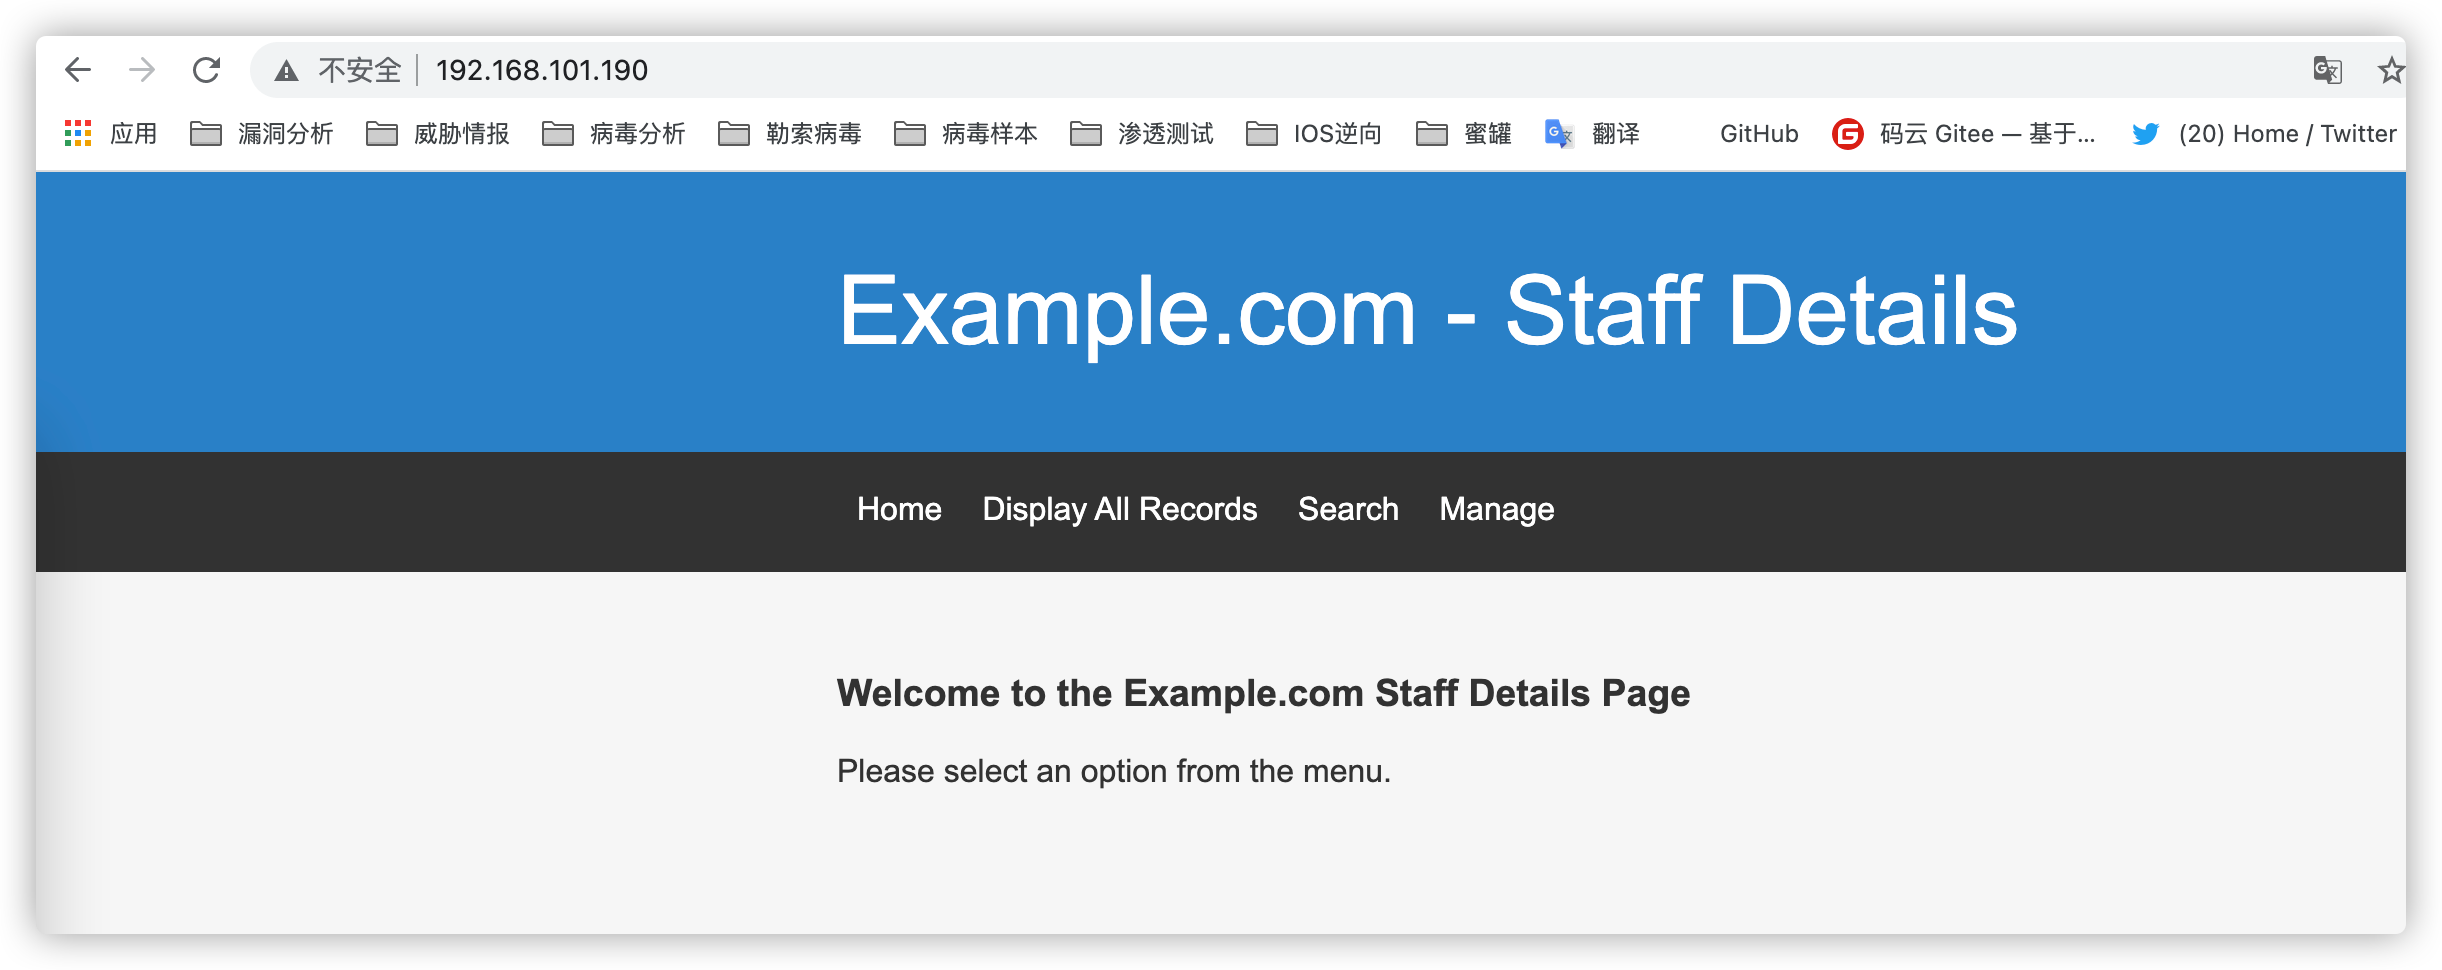 不安全 192.168.101.190
应用 漏洞分析 威胁情报 病毒分析 勒索病毒 病毒样本 渗透测试 IOS逆向 蜜罐 翻译 GitHub 码云 Gitee — 基于... (20) Home / Twitter
Example.com - Staff Details
Home Display All Records Search Manage
Welcome to the Example.com Staff Details Page
Please select an option from the menu.